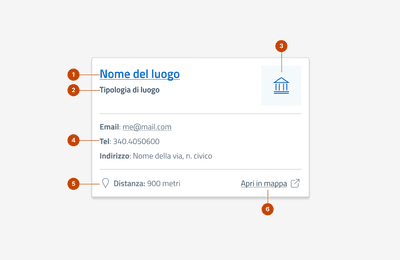 3
1
Nome del luogo
2
Tipologia di luogo
Email: me@mail.com
4
Tel: 340.4050600
Indirizzo: Nome della via, n. civico
5
Distanza: 900 metri
Apri in mappa
6